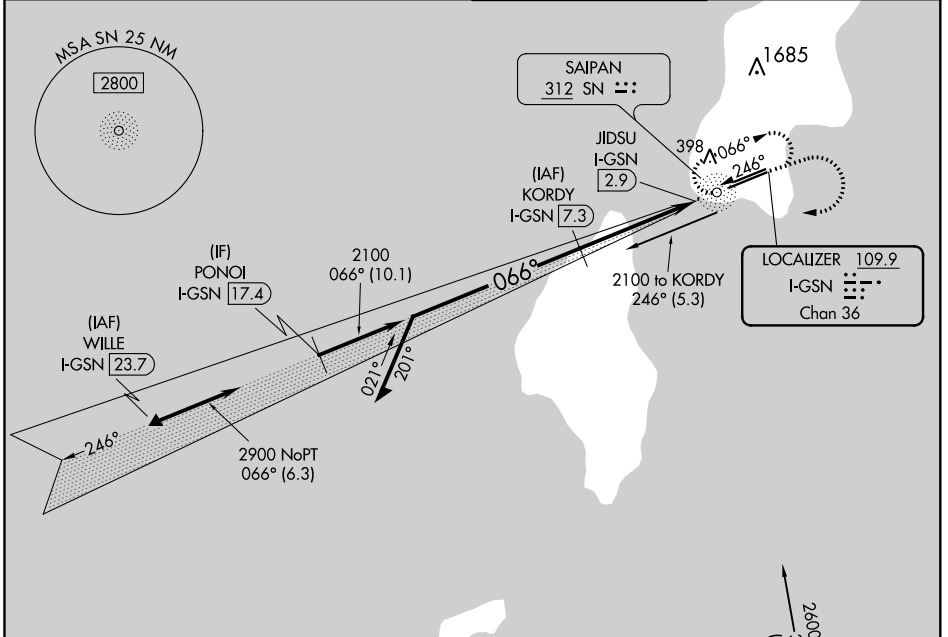 MSA SN 25 NM
2800
SAIPAN
312 SN
1685
398
066°
246°
JIDSU
I-GSN
2.9
(IAF)
KORDY
I-GSN 7.3
(IF)
PONOI
I-GSN 17.4
2100
066° (10.1)
066°
2100 to KORDY
246° (5.3)
LOCALIZER 109.9
I-GSN
Chan 36
(IAF)
WILLE
I-GSN 23.7
021°
201°
246°
2900 NoPT
066° (6.3)
2600